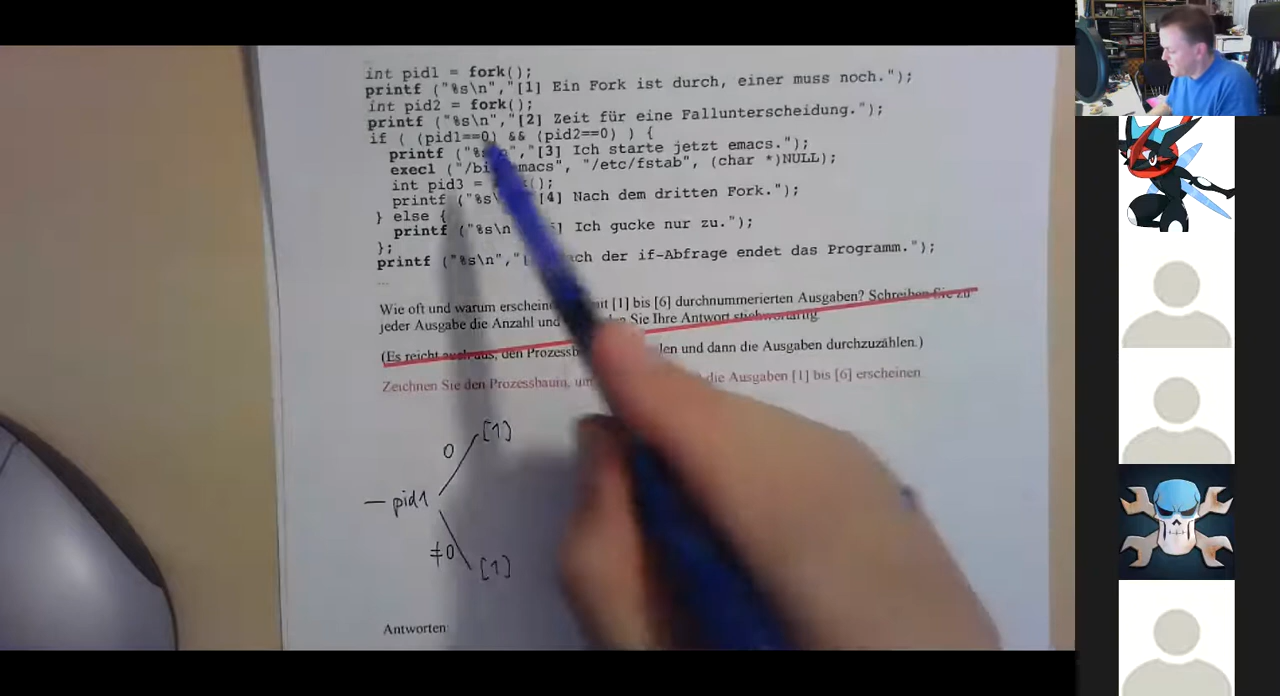 int pid1 = fork();
printf ("%s\n","[1] Ein Fork ist durch, einer muss noch.");
int pid2 = fork();
printf ("%s\n","[2] Zeit für eine Fallunterscheidung.");
if ( (pid1==0) && (pid2==0) ) {
printf ("%s "[3] Ich starte jetzt emacs.");
execl ("/bi emacs", "/etc/fstab", (char *)NULL);
int pid3 = ();
printf ("%s\ [4] Nach dem dritten Fork.");
} else {
printf ("%s\n ] Ich gucke nur zu.");
};
printf ("%s\n","[ ach der if-Abfrage endet das Programm.");
...
Wie oft und warum erscheinen [1] bis [6] durchnummerierten Ausgaben? Schreiben Sie zu
jeder Ausgabe die Anzahl und Sie Ihre Antwort stichwortartig.
(Es reicht auch aus, den Prozessb len und dann die Ausgaben durchzuzählen.)
Zeichnen Sie den Prozessbaum, um die Ausgaben [1] bis [6] erscheinen
[1]
0
— pid1
≠0
[1]
Antworten: